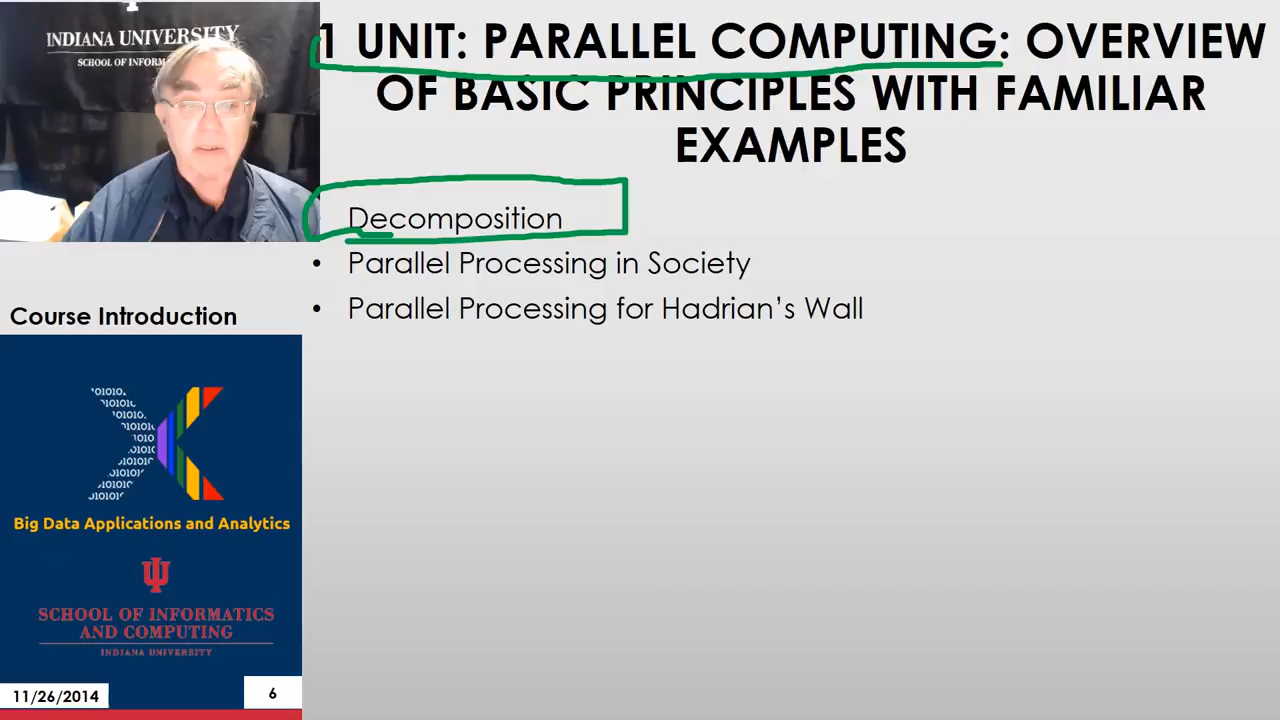 INDIANA UNIVERSITY
SCHOOL OF INFORM
1 UNIT: PARALLEL COMPUTING: OVERVIEW
OF BASIC PRINCIPLES WITH FAMILIAR
EXAMPLES
Decomposition
• Parallel Processing in Society
• Parallel Processing for Hadrian’s Wall
Course Introduction
Big Data Applications and Analytics
SCHOOL OF INFORMATICS
AND COMPUTING
INDIANA UNIVERSITY
11/26/2014
6